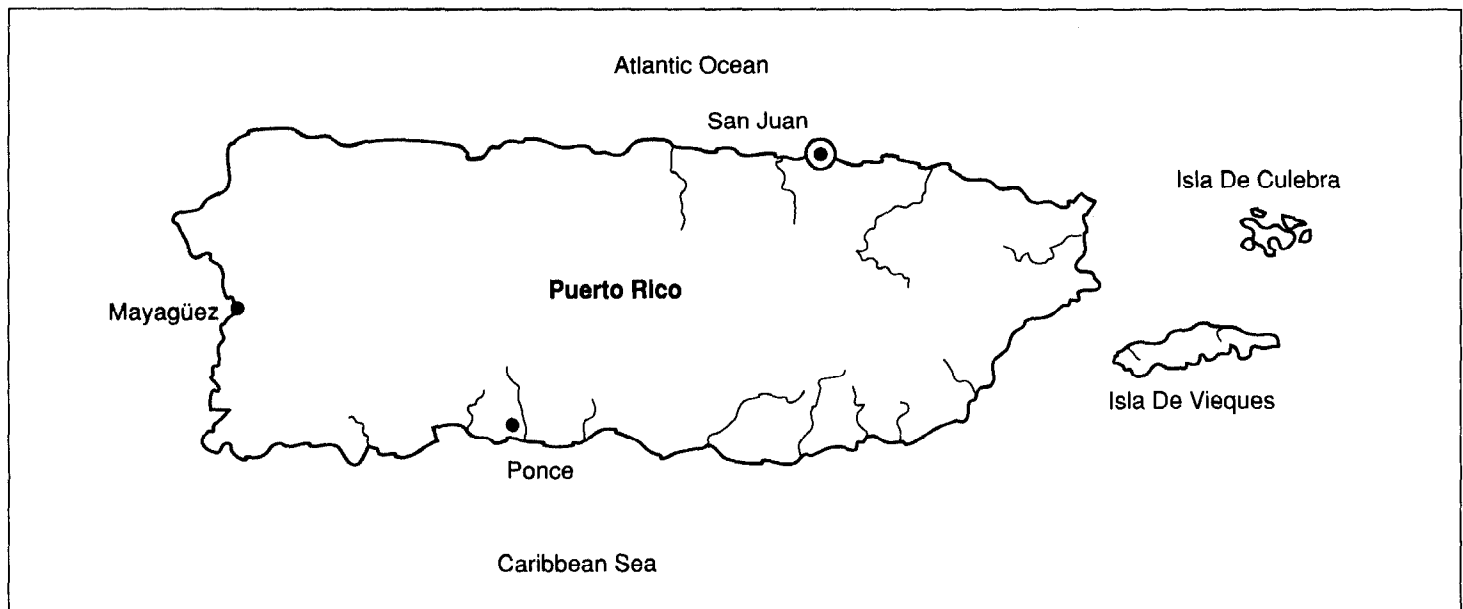 Atlantic Ocean
San Juan
Isla De Culebra
Puerto Rico
Mayagüez
Isla De Vieques
Ponce
Caribbean Sea